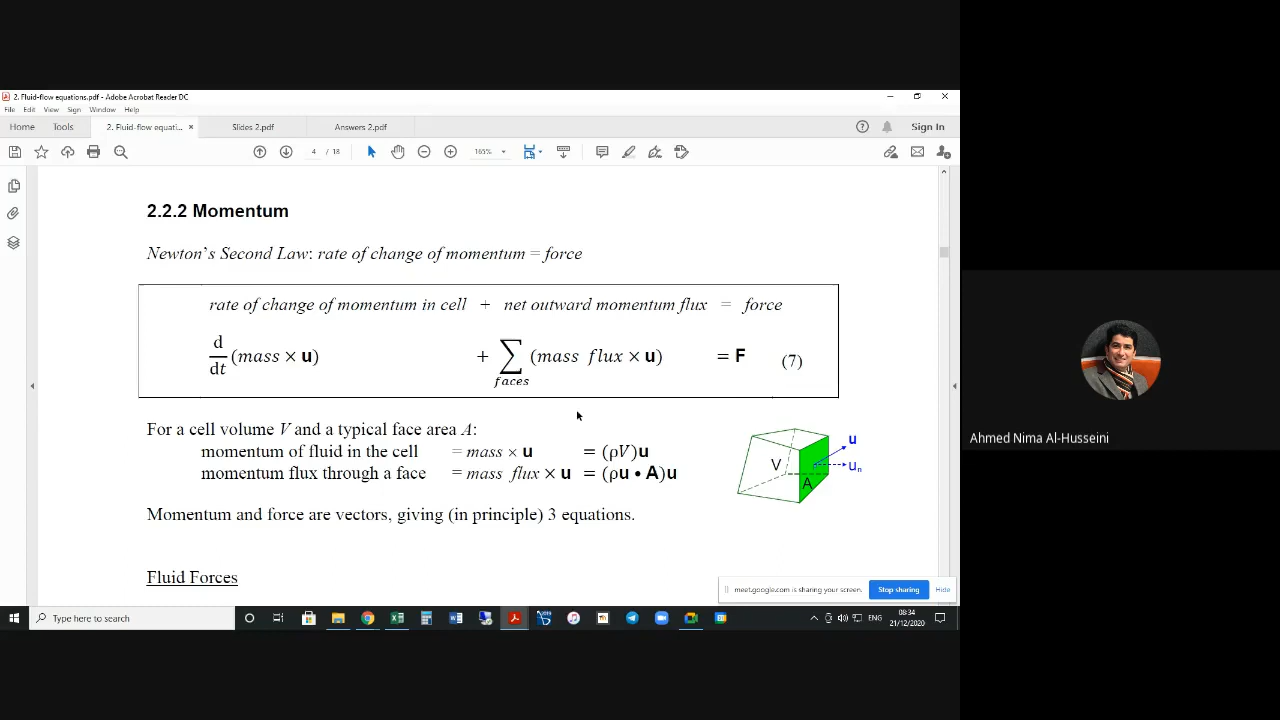 2. Fluid-flow equations.pdf - Adobe Acrobat Reader DC
File Edit View Sign Window Help
Home Tools 2. Fluid-flow equati... × Slides 2.pdf Answers 2.pdf Sign In
4 / 18 165%
2.2.2 Momentum
Newton's Second Law: rate of change of momentum = force
rate of change of momentum in cell + net outward momentum flux = force
d/dt (mass × u) + ∑ faces (mass flux × u) = F (7)
For a cell volume V and a typical face area A:
momentum of fluid in the cell = mass × u = (ρV)u
momentum flux through a face = mass flux × u = (ρu • A)u
V A u uₙ
Momentum and force are vectors, giving (in principle) 3 equations.
Fluid Forces
meet.google.com is sharing your screen. Stop sharing Hide
Type here to search
ENG
08:34
21/12/2020
Ahmed Nima Al-Husseini